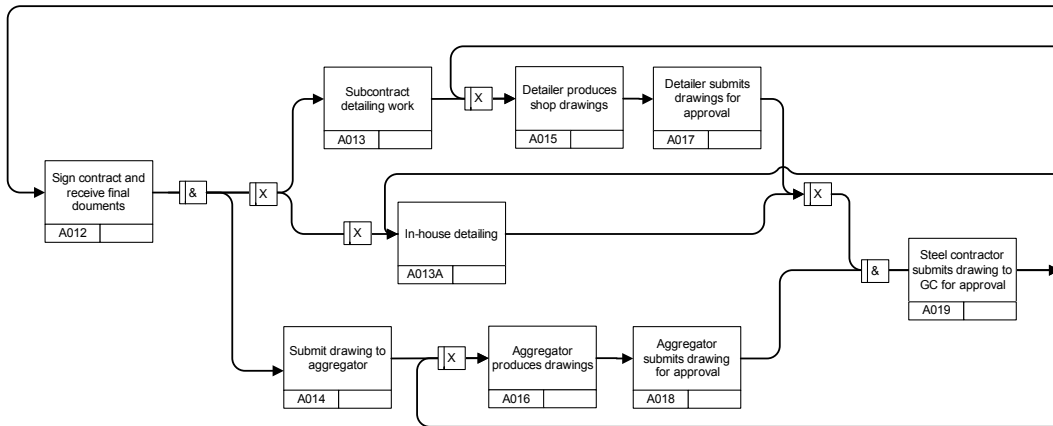 Subcontract
detailing work
A013
X
Detailer produces
shop drawings
A015
Detailer submits
drawings for
approval
A017
Sign contract and
receive final
douments
A012
&
X
X
In-house detailing
A013A
X
&
Steel contractor
submits drawing to
GC for approval
A019
Submit drawing to
aggregator
A014
X
Aggregator
produces drawings
A016
Aggregator
submits drawing
for approval
A018